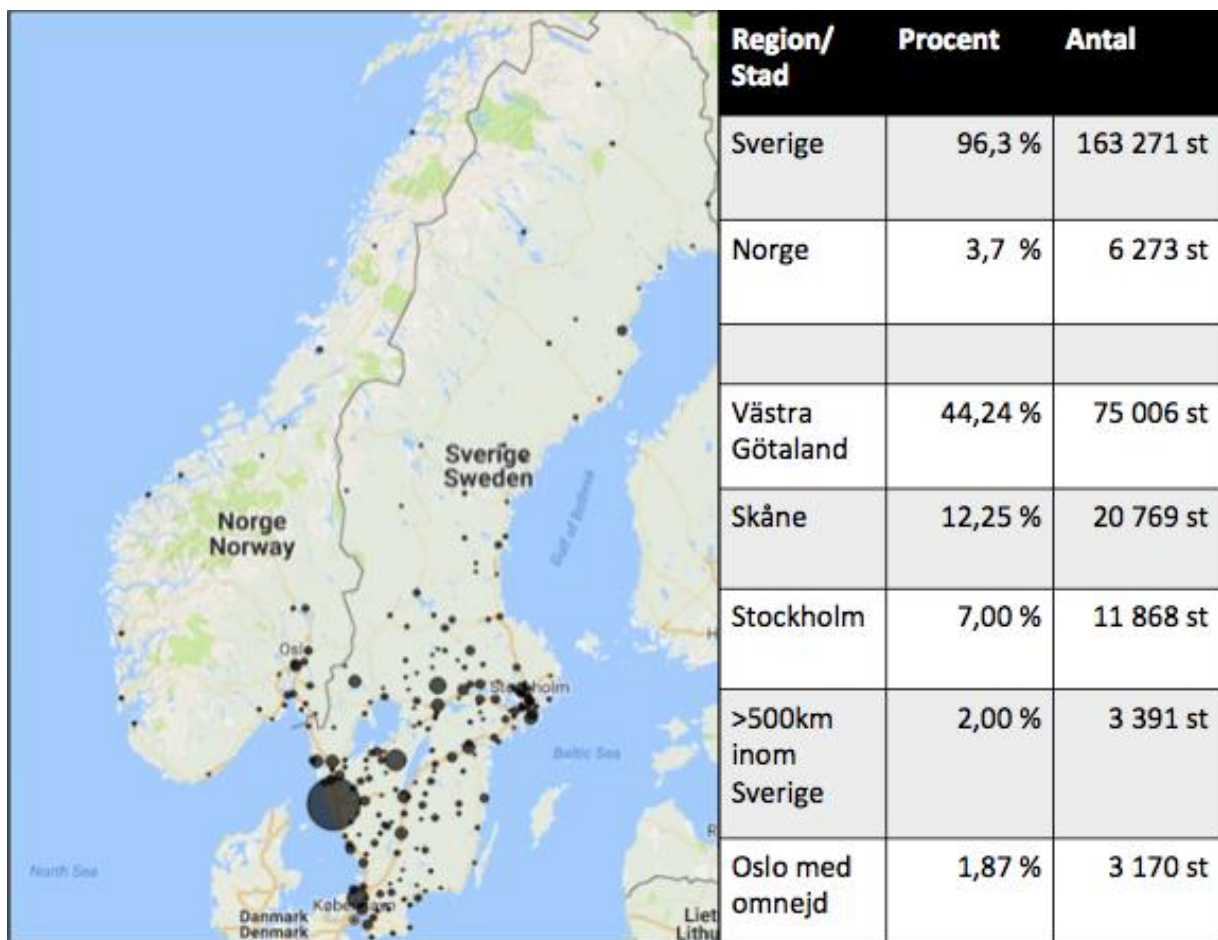 Sverige
Sweden
Norge
Norway
Gulf of Bothnia
Stockholm
Baltic Sea
North Sea
København
Danmark
Denmark
Region/ Procent Antal
Stad
Sverige 96,3 % 163 271 st
Norge 3,7 % 6 273 st
Västra 44,24 % 75 006 st
Götaland
Skåne 12,25 % 20 769 st
Stockholm 7,00 % 11 868 st
>500km 2,00 % 3 391 st
inom
Sverige
Oslo med 1,87 % 3 170 st
omnejd